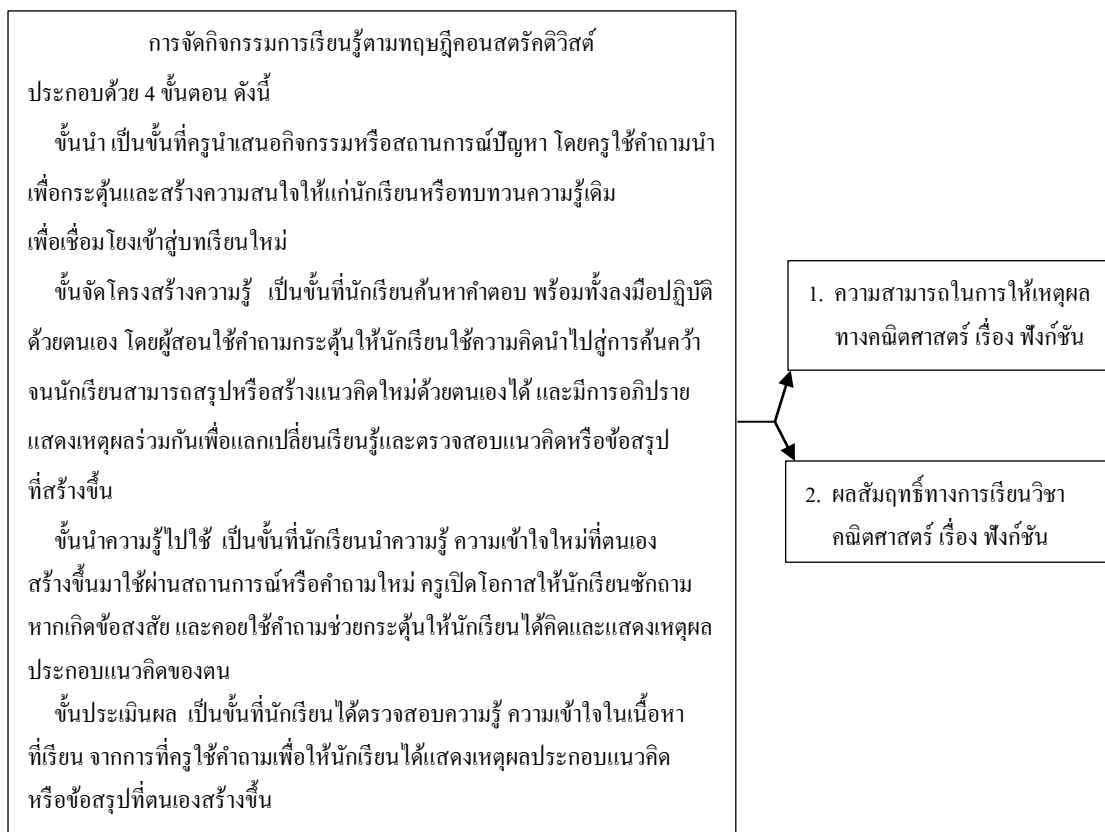 การจัดกิจกรรมการเรียนรู้ตามทฤษฎีคอนสตรัคติวิสต์
ประกอบด้วย 4 ขั้นตอน ดังนี้
ขั้นนำ เป็นขั้นที่ครูนำเสนอกิจกรรมหรือสถานการณ์ปัญหา โดยครูใช้คำถามนำ
เพื่อกระตุ้นและสร้างความสนใจให้แก่นักเรียนหรือทบทวนความรู้เดิม
เพื่อเชื่อมโยงเข้าสู่บทเรียนใหม่
ขั้นจัดโครงสร้างความรู้ เป็นขั้นที่นักเรียนค้นหาคำตอบ พร้อมทั้งลงมือปฏิบัติ
ด้วยตนเอง โดยผู้สอนใช้คำถามกระตุ้นให้นักเรียนใช้ความคิดนำไปสู่การค้นคว้า
จนนักเรียนสามารถสรุปหรือสร้างแนวคิดใหม่ด้วยตนเองได้ และมีการอภิปราย
แสดงเหตุผลร่วมกันเพื่อแลกเปลี่ยนเรียนรู้และตรวจสอบแนวคิดหรือข้อสรุป
ที่สร้างขึ้น
ขั้นนำความรู้ไปใช้ เป็นขั้นที่นักเรียนนำความรู้ ความเข้าใจใหม่ที่ตนเอง
สร้างขึ้นมาใช้ผ่านสถานการณ์หรือคำถามใหม่ ครูเปิดโอกาสให้นักเรียนซักถาม
หากเกิดข้อสงสัย และคอยใช้คำถามช่วยกระตุ้นให้นักเรียนได้คิดและแสดงเหตุผล
ประกอบแนวคิดของตน
ขั้นประเมินผล เป็นขั้นที่นักเรียนได้ตรวจสอบความรู้ ความเข้าใจในเนื้อหา
ที่เรียน จากการที่ครูใช้คำถามเพื่อให้นักเรียนได้แสดงเหตุผลประกอบแนวคิด
หรือข้อสรุปที่ตนเองสร้างขึ้น
1. ความสามารถในการให้เหตุผล
ทางคณิตศาสตร์ เรื่อง ฟังก์ชัน
2. ผลสัมฤทธิ์ทางการเรียนวิชา
คณิตศาสตร์ เรื่อง ฟังก์ชัน